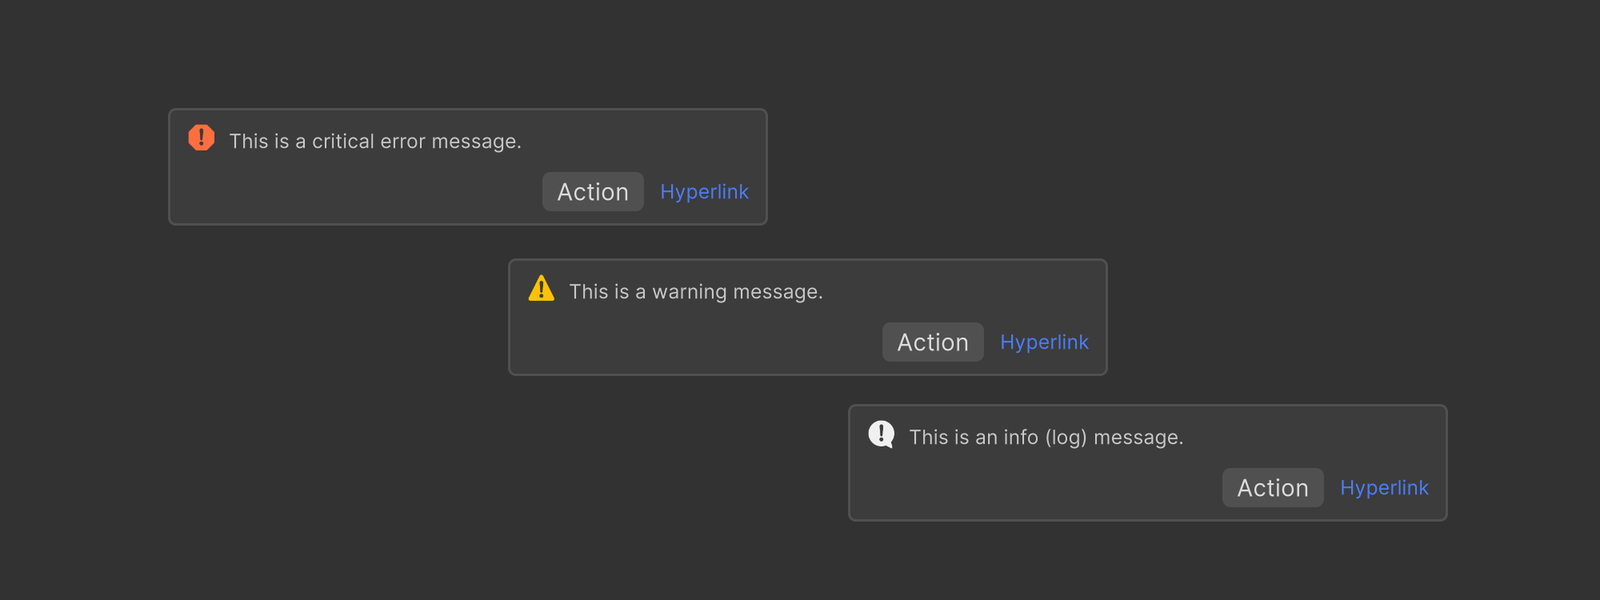 This is a critical error message.
Action Hyperlink
This is a warning message.
Action Hyperlink
This is an info (log) message.
Action Hyperlink